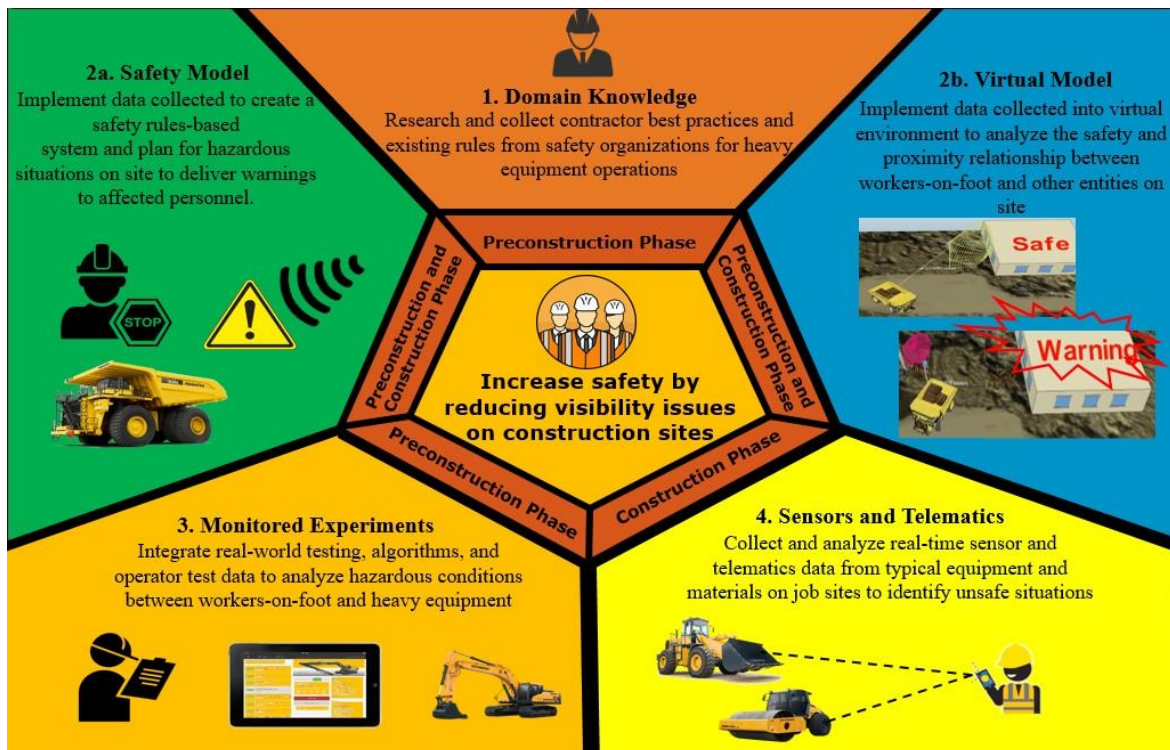 1. Domain Knowledge
Research and collect contractor best practices and
existing rules from safety organizations for heavy
equipment operations
2a. Safety Model
Implement data collected to create a
safety rules-based
system and plan for hazardous
situations on site to deliver warnings
to affected personnel.
STOP
2b. Virtual Model
Implement data collected into virtual
environment to analyze the safety and
proximity relationship between
workers-on-foot and other entities on
site
Safe
Warning
Preconstruction Phase
Preconstruction and
Construction Phase
Preconstruction and
Construction Phase
Increase safety by
reducing visibility issues
on construction sites
Preconstruction Phase
Construction Phase
3. Monitored Experiments
Integrate real-world testing, algorithms, and
operator test data to analyze hazardous conditions
between workers-on-foot and heavy equipment
4. Sensors and Telematics
Collect and analyze real-time sensor and
telematics data from typical equipment and
materials on job sites to identify unsafe situations